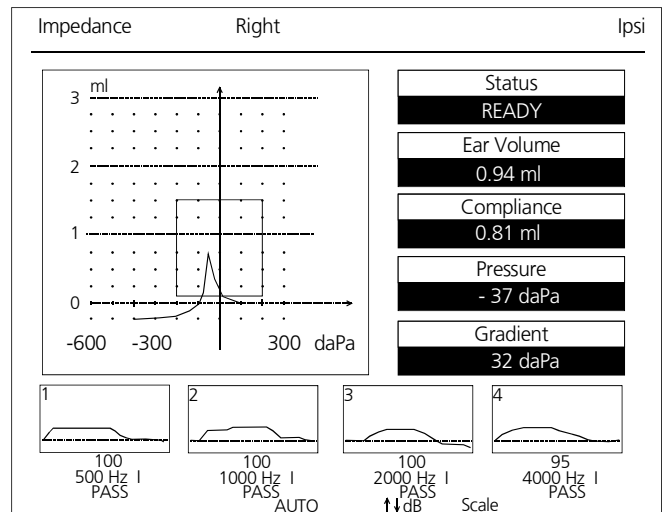 Impedance Right Ipsi
ml
3
2
1
0
-600 -300 300 daPa
Status
READY
Ear Volume
0.94 ml
Compliance
0.81 ml
Pressure
- 37 daPa
Gradient
32 daPa
1
100
500 Hz I
PASS
2
100
1000 Hz I
PASS
3
100
2000 Hz I
PASS
4
95
4000 Hz I
PASS
AUTO ↑↓dB Scale